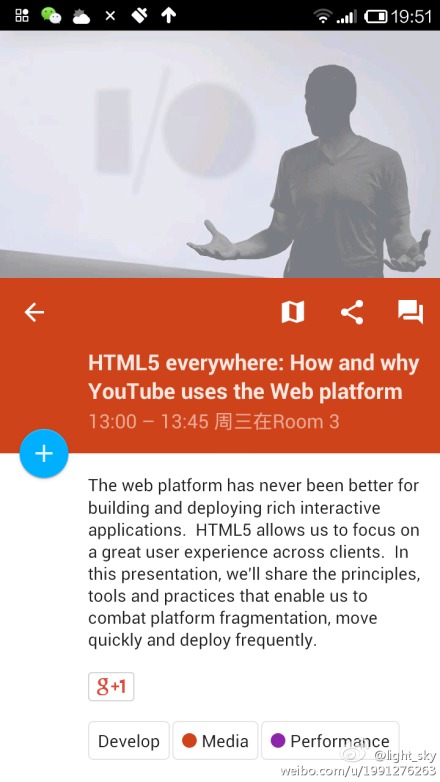 19:51
I/O
HTML5 everywhere: How and why
YouTube uses the Web platform
13:00 – 13:45 周三在Room 3
The web platform has never been better for
building and deploying rich interactive
applications.  HTML5 allows us to focus on
a great user experience across clients.  In
this presentation, we'll share the principles,
tools and practices that enable us to
combat platform fragmentation, move
quickly and deploy frequently.
g+1
Develop
Media
Performance
@light_sky
weibo.com/u/1991276263